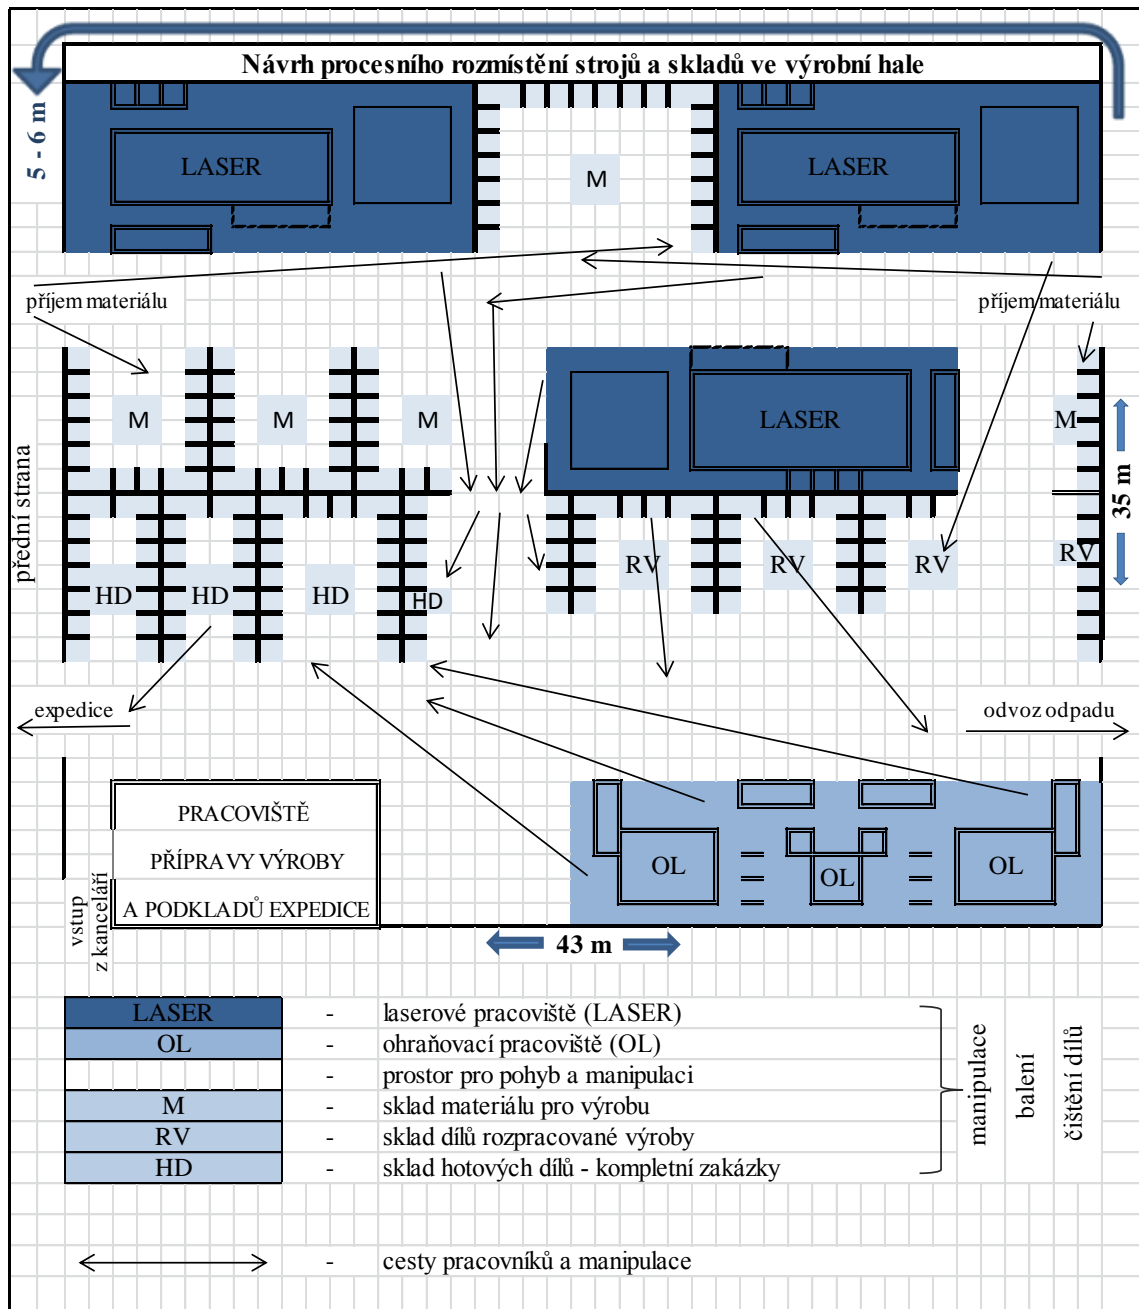 Návrh procesního rozmístění strojů a skladů ve výrobní hale
5 - 6 m
LASER
M
LASER
příjem materiálu
příjem materiálu
M
M
M
LASER
M
přední strana
35 m
HD
HD
HD
HD
RV
RV
RV
RV
expedice
odvoz odpadu
PRACOVIŠTĚ
PŘÍPRAVY VÝROBY
A PODKLADŮ EXPEDICE
OL
OL
OL
vstup
z kanceláří
43 m
LASER - laserové pracoviště (LASER)
OL - ohraňovací pracoviště (OL)
- prostor pro pohyb a manipulaci
M - sklad materiálu pro výrobu
RV - sklad dílů rozpracované výroby
HD - sklad hotových dílů - kompletní zakázky
manipulace
balení
čištění dílů
- cesty pracovníků a manipulace